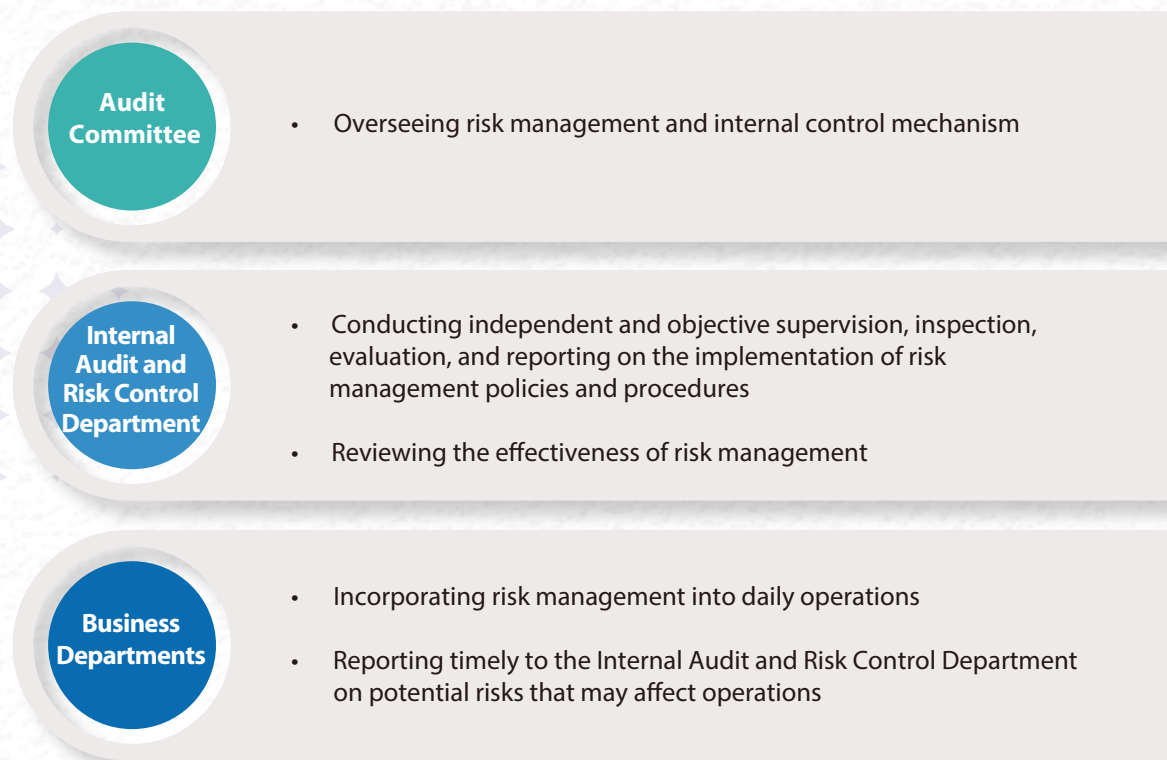 Audit
Committee
• Overseeing risk management and internal control mechanism
Internal
Audit and
Risk Control
Department
• Conducting independent and objective supervision, inspection,
evaluation, and reporting on the implementation of risk
management policies and procedures
• Reviewing the effectiveness of risk management
Business
Departments
• Incorporating risk management into daily operations
• Reporting timely to the Internal Audit and Risk Control Department
on potential risks that may affect operations